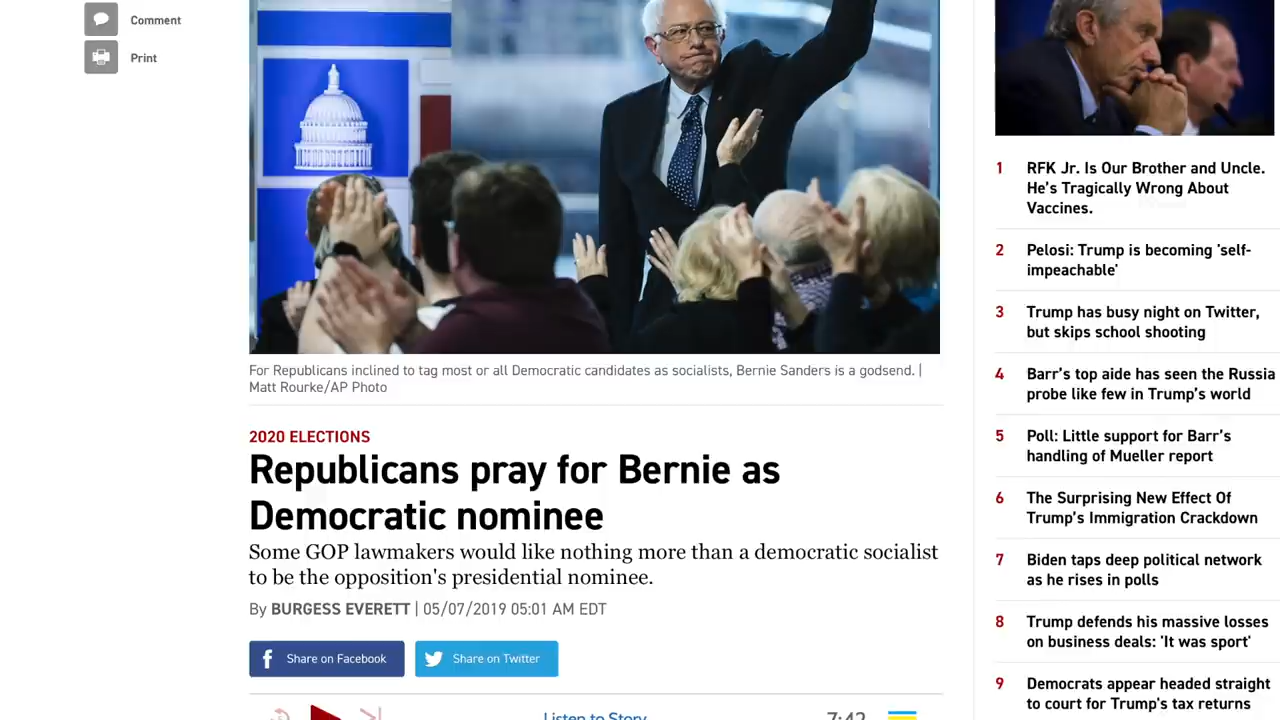 Comment
Print
For Republicans inclined to tag most or all Democratic candidates as socialists, Bernie Sanders is a godsend. |
Matt Rourke/AP Photo
2020 ELECTIONS
Republicans pray for Bernie as
Democratic nominee
Some GOP lawmakers would like nothing more than a democratic socialist
to be the opposition's presidential nominee.
By BURGESS EVERETT | 05/07/2019 05:01 AM EDT
Share on Facebook
Share on Twitter
Listen to Story
7:42
1 RFK Jr. Is Our Brother and Uncle.
He’s Tragically Wrong About
Vaccines.
2 Pelosi: Trump is becoming 'self-
impeachable'
3 Trump has busy night on Twitter,
but skips school shooting
4 Barr’s top aide has seen the Russia
probe like few in Trump’s world
5 Poll: Little support for Barr’s
handling of Mueller report
6 The Surprising New Effect Of
Trump’s Immigration Crackdown
7 Biden taps deep political network
as he rises in polls
8 Trump defends his massive losses
on business deals: 'It was sport'
9 Democrats appear headed straight
to court for Trump's tax returns